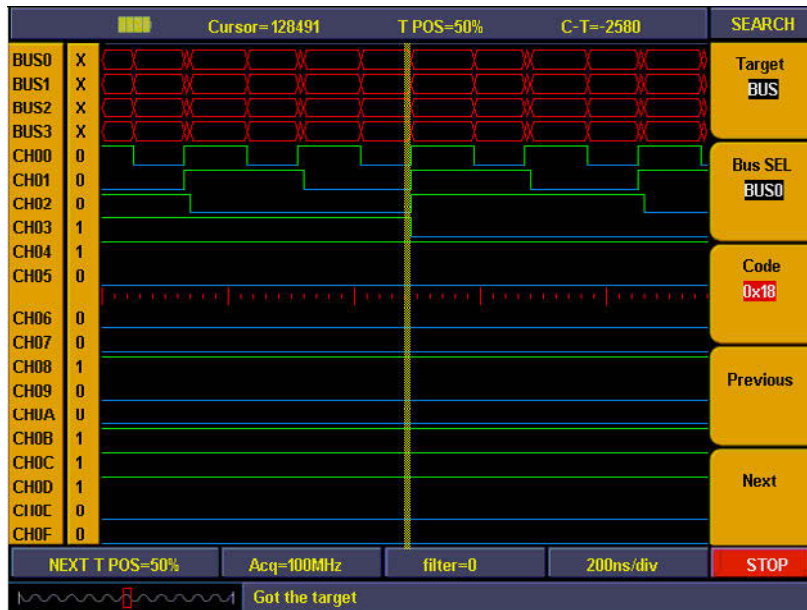 Cursor=128491 T POS=50% C-T=-2580 SEARCH
BUS0 X
BUS1 X
BUS2 X
BUS3 X
CH00 0
CH01 0
CH02 0
CH03 1
CH04 1
CH05 0
CH06 0
CH07 0
CH08 1
CH09 0
CH0A 0
CH0B 1
CH0C 1
CH0D 1
CH0E 0
CH0F 0
Target
BUS
Bus SEL
BUS0
Code
0x18
Previous
Next
NEXT T POS=50% Acq=100MHz filter=0 200ns/div STOP
Got the target